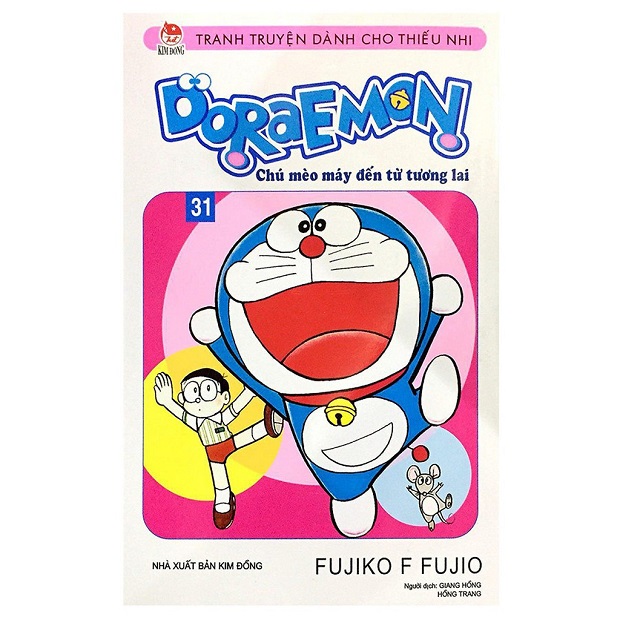 KIM ĐỒNG
TRANH TRUYỆN DÀNH CHO THIẾU NHI
DORAEMON
Chú mèo máy đến từ tương lai
31
NHÀ XUẤT BẢN KIM ĐỒNG
FUJIKO F FUJIO
Người dịch: GIANG HỒNG
HỒNG TRANG